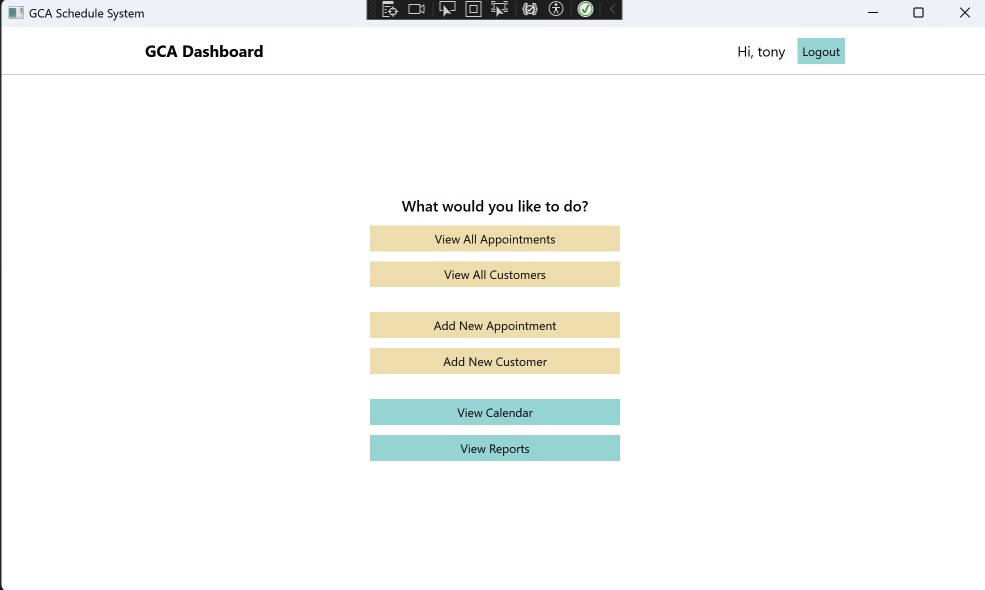 GCA Schedule System
GCA Dashboard
Hi, tony
Logout
What would you like to do?
View All Appointments
View All Customers
Add New Appointment
Add New Customer
View Calendar
View Reports